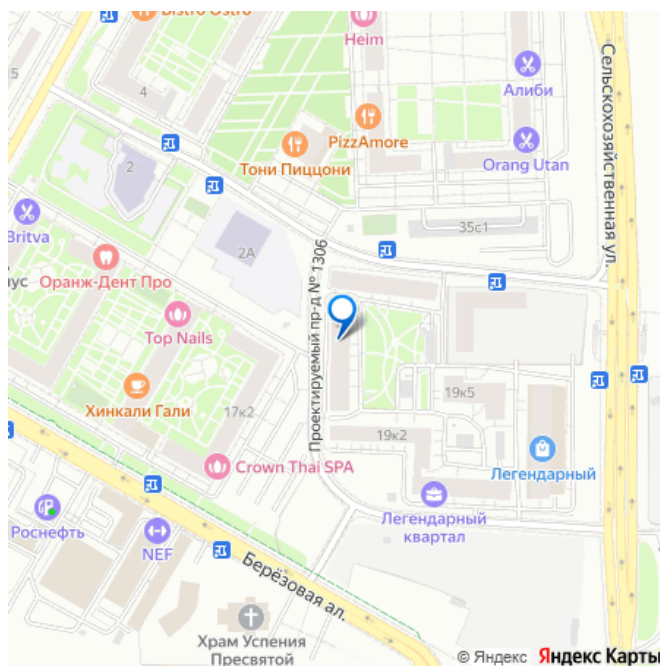 Bistro Ostro
Heim
4
5
Алиби
PizzAmore
Тони Пиццони
Orang Utan
2
Сельскохозяйственная ул.
35с1
Britva
2А
ус
Оранж-Дент Про
Проектируемый пр-д № 1306
Top Nails
Хинкали Гали
17к2
19к5
19к2
Crown Thai SPA
Легендарный
Роснефть
NEF
Легендарный
квартал
Берёзовая ал.
Храм Успения
Пресвятой
© Яндекс Яндекс Карты